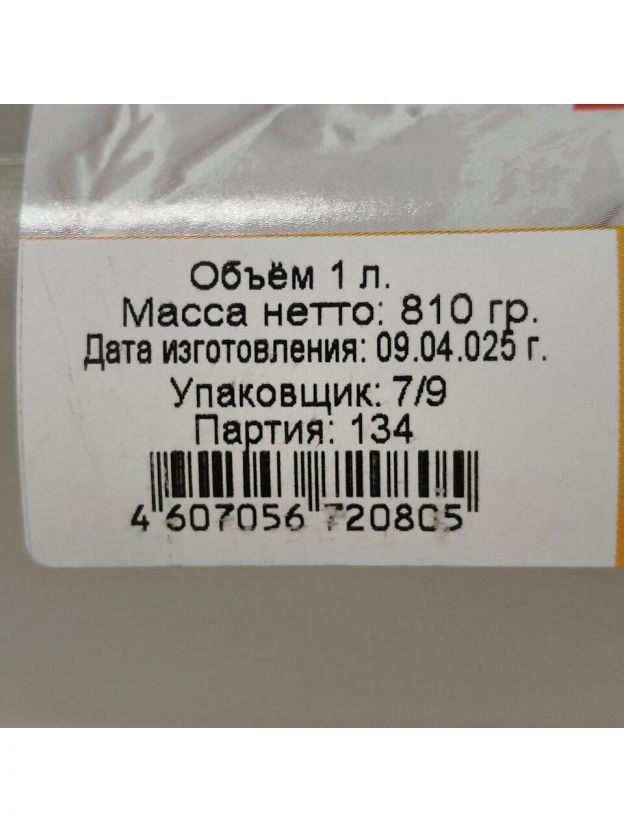 Объём 1 л.
Масса нетто: 810 гр.
Дата изготовления: 09.04.025 г.
Упаковщик: 7/9
Партия: 134
4 607056 720805